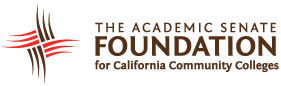 THE ACADEMIC SENATE
FOUNDATION
for California Community Colleges